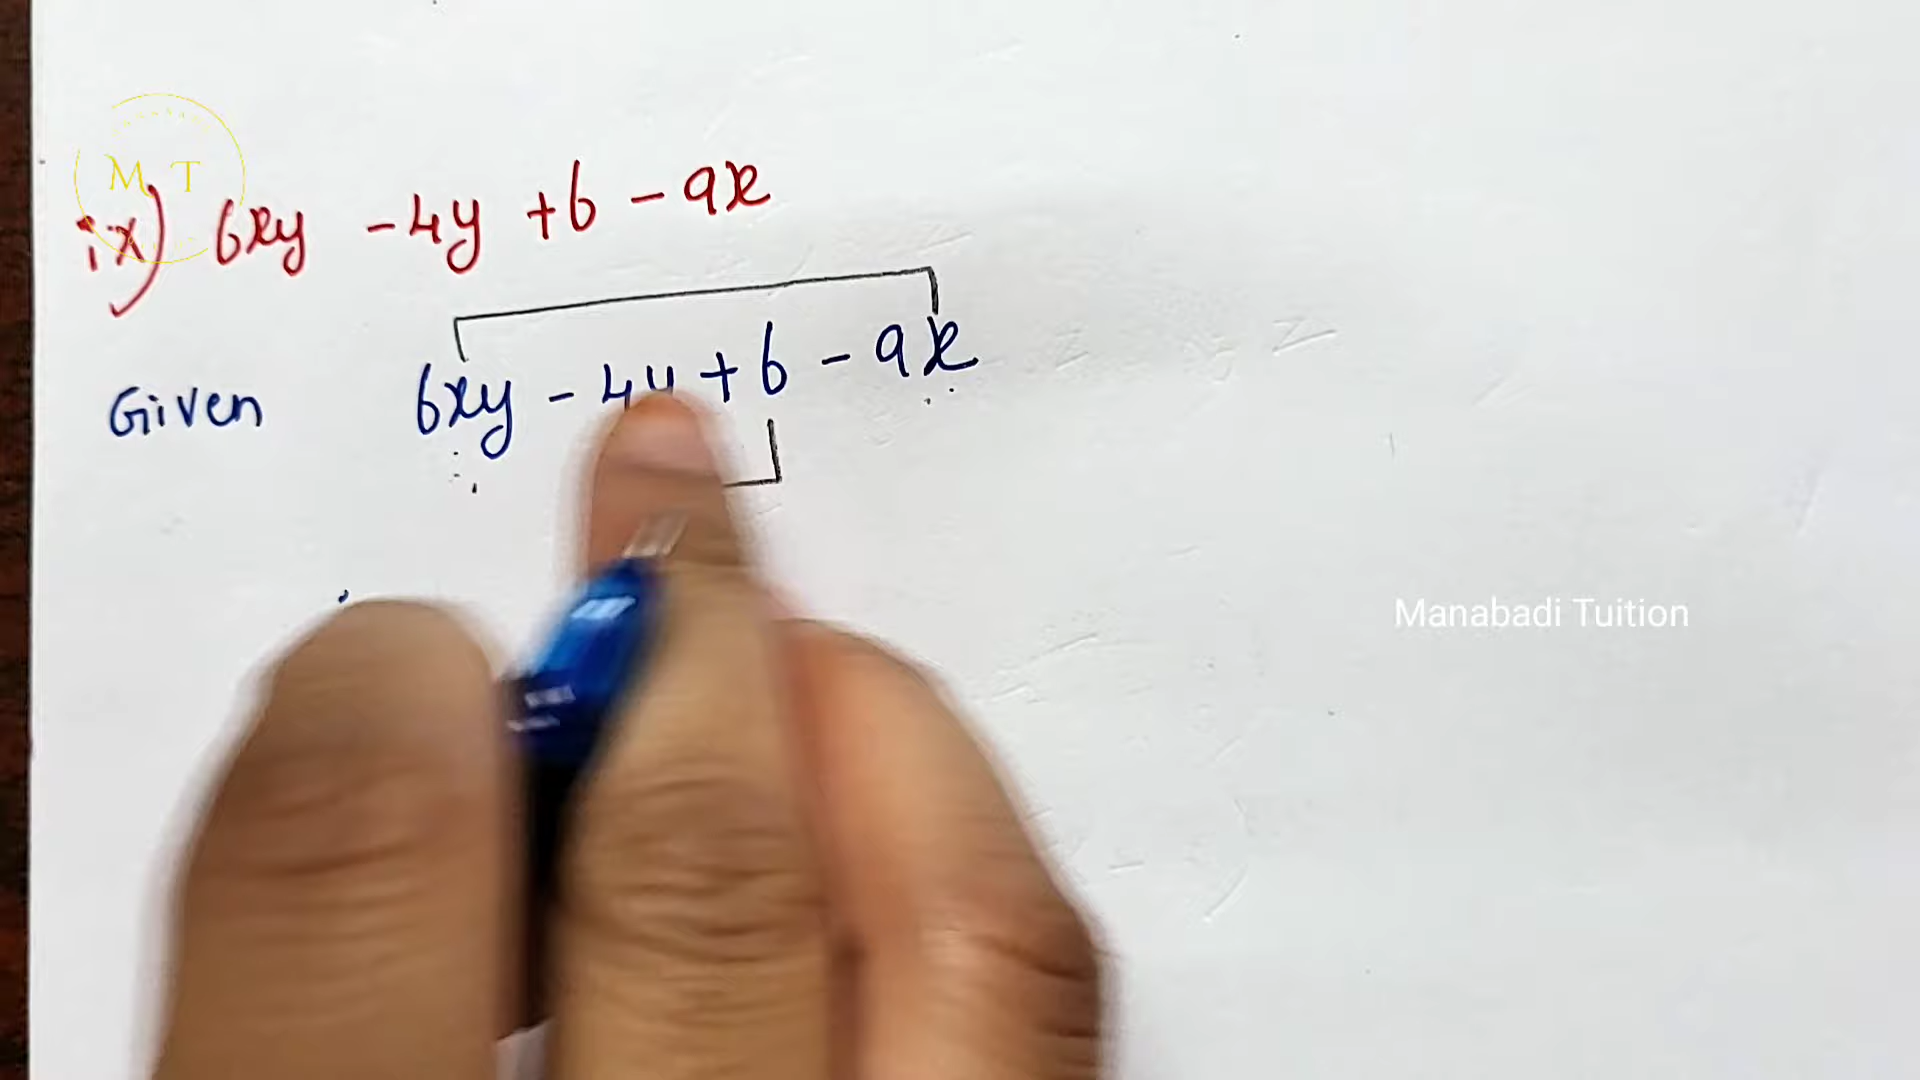 M T
ix) 6xy - 4y + 6 - 9x
Given 6xy - 4y + 6 - 9x
Manabadi Tuition